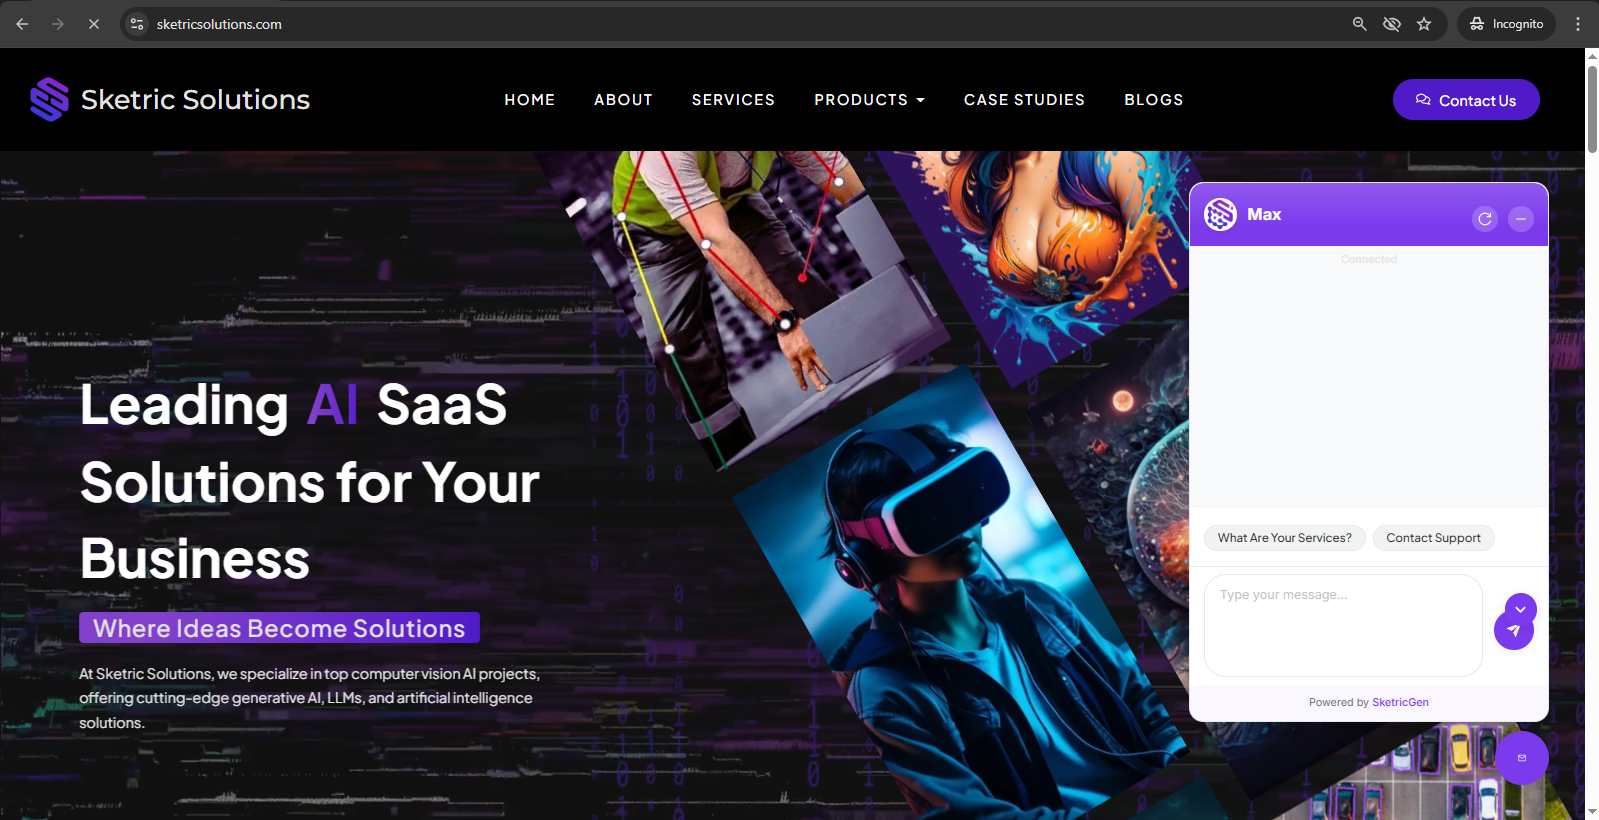 sketricsolutions.com
Incognito
Sketric Solutions
HOME
ABOUT
SERVICES
PRODUCTS
CASE STUDIES
BLOGS
Contact Us
Leading AI SaaS
Solutions for Your
Business
Where Ideas Become Solutions
At Sketric Solutions, we specialize in top computer vision AI projects,
offering cutting-edge generative AI, LLMs, and artificial intelligence
solutions.
Max
Connected
What Are Your Services?
Contact Support
Type your message...
Powered by SketricGen